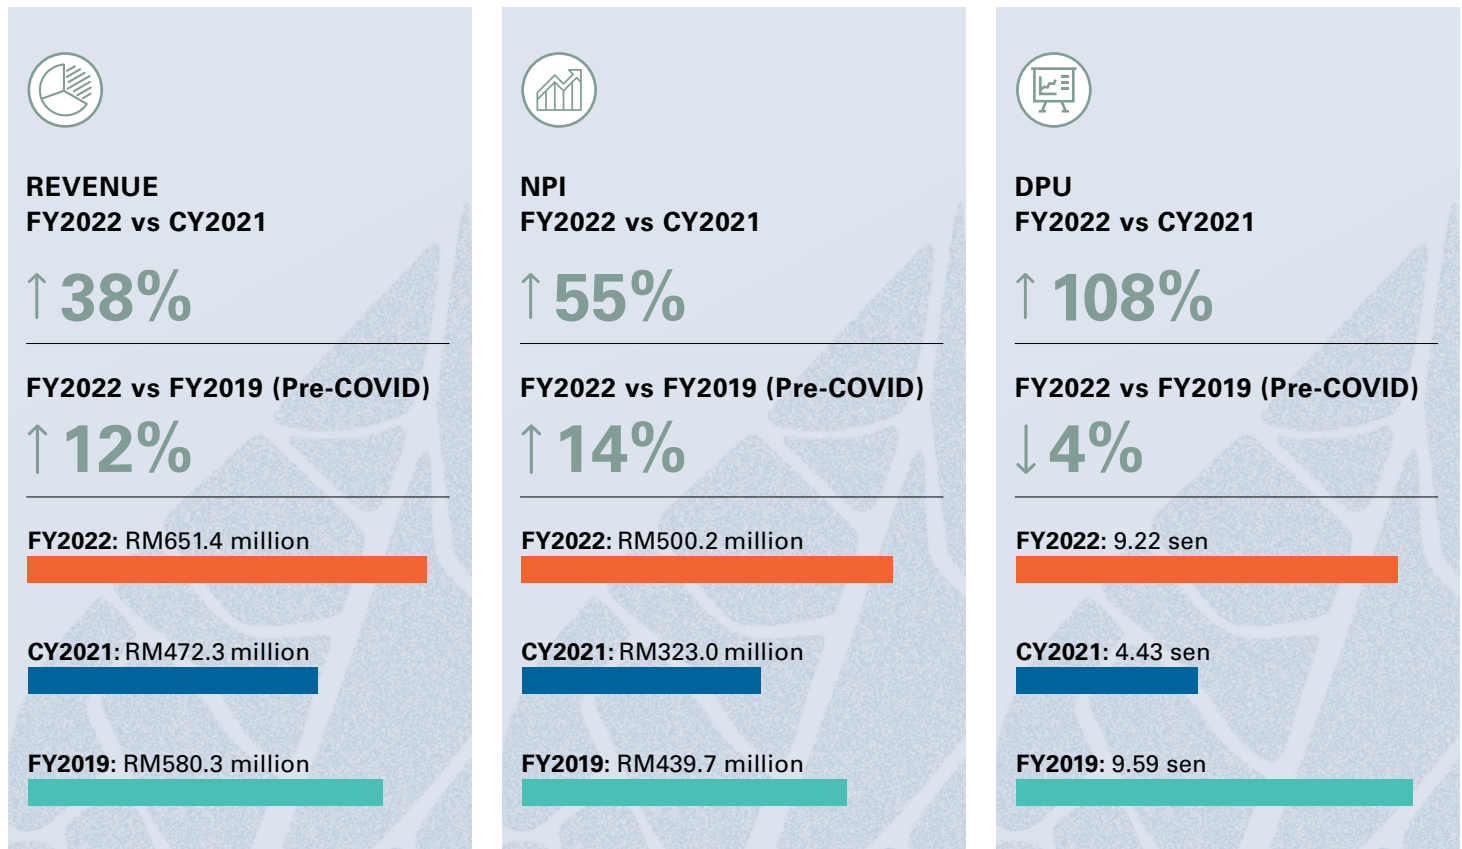 REVENUE
FY2022 vs CY2021
↑ 38%
FY2022 vs FY2019 (Pre-COVID)
↑ 12%
FY2022: RM651.4 million
CY2021: RM472.3 million
FY2019: RM580.3 million
NPI
FY2022 vs CY2021
↑ 55%
FY2022 vs FY2019 (Pre-COVID)
↑ 14%
FY2022: RM500.2 million
CY2021: RM323.0 million
FY2019: RM439.7 million
DPU
FY2022 vs CY2021
↑ 108%
FY2022 vs FY2019 (Pre-COVID)
↓ 4%
FY2022: 9.22 sen
CY2021: 4.43 sen
FY2019: 9.59 sen